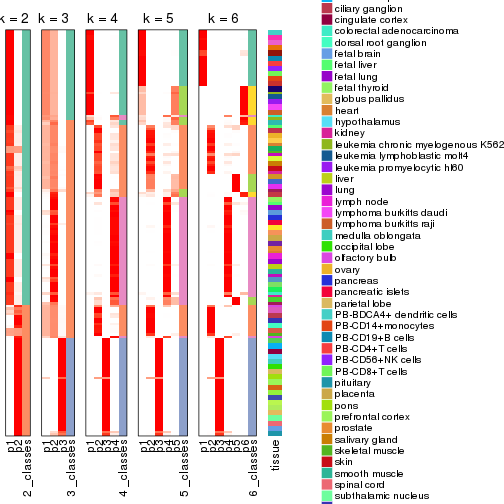 k = 2
k = 3
k = 4
k = 5
k = 6
p1
p2
2_classes
p1
p2
p3
3_classes
p1
p2
p3
p4
4_classes
p1
p2
p3
p4
p5
5_classes
p1
p2
p3
p4
p5
p6
6_classes
tissue
ciliary ganglion
cingulate cortex
colorectal adenocarcinoma
dorsal root ganglion
fetal brain
fetal liver
fetal lung
fetal thyroid
globus pallidus
heart
hypothalamus
kidney
leukemia chronic myelogenous K562
leukemia lymphoblastic molt4
leukemia promyelocytic hl60
liver
lung
lymph node
lymphoma burkitts daudi
lymphoma burkitts raji
medulla oblongata
occipital lobe
olfactory bulb
ovary
pancreas
pancreatic islets
parietal lobe
PB-BDCA4+ dendritic cells
PB-CD14+ monocytes
PB-CD19+ B cells
PB-CD4+ T cells
PB-CD56+ NK cells
PB-CD8+ T cells
pituitary
placenta
pons
prefrontal cortex
prostate
salivary gland
skeletal muscle
skin
smooth muscle
spinal cord
subthalamic nucleus